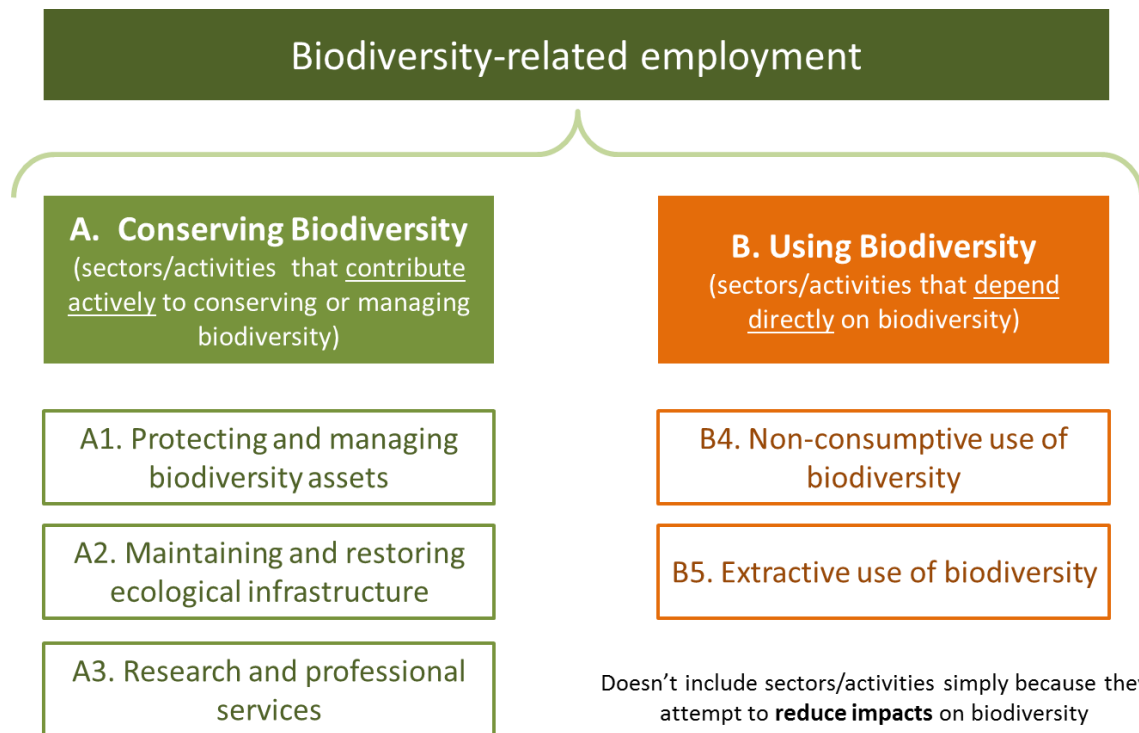 Biodiversity-related employment
A. Conserving Biodiversity
(sectors/activities that contribute
actively to conserving or managing
biodiversity)
B. Using Biodiversity
(sectors/activities that depend
directly on biodiversity)
A1. Protecting and managing
biodiversity assets
A2. Maintaining and restoring
ecological infrastructure
A3. Research and professional
services
B4. Non-consumptive use of
biodiversity
B5. Extractive use of biodiversity
Doesn’t include sectors/activities simply because they
attempt to reduce impacts on biodiversity